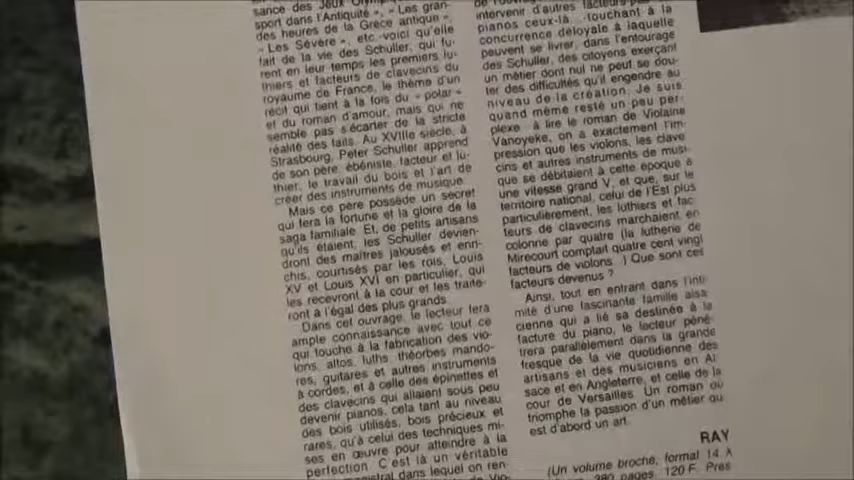 sance des Jeux
sport dans l'Antiquité », « Les gran-
des heures de la Grèce antique »,
« Les Sévère », etc. voici qu'elle
fait de la vie des Schuller, qui fu-
rent en leur temps les premiers lu-
thiers et facteurs de clavecins du
royaume de France, le thème d'un
récit qui tient à la fois du « polar »
et du roman d'amour, mais qui ne
semble pas s'écarter de la stricte
réalité des faits. Au XVIIIe siècle, à
Strasbourg, Peter Schuller apprend
de son père, ébéniste, facteur et lu-
thier, le travail du bois et l'art de
créer des instruments de musique.
Mais ce père possède un secret
qui fera la fortune et la gloire de la
saga familiale. Et, de petits artisans
qu'ils étaient, les Schuller devien-
dront des maîtres jalousés et enri-
chis, courtisés par les rois, Louis
XV et Louis XVI en particulier, qui
les recevront à la cour et les traite-
ront à l'égal des plus grands.
Dans cet ouvrage, le lecteur fera
ample connaissance avec tout ce
qui touche à la fabrication des vio-
lons, altos, luths, théorbes mando-
res, guitares et autres instruments
à cordes, et à celle des épinettes et
des clavecins qui allaient sous peu
devenir pianos, cela tant au niveau
des bois utilisés, bois précieux et
rares, qu'à celui des techniques mi-
ses en œuvre pour atteindre à la
perfection. C'est là un véritable
magistral dans lequel on ren-
intervenir d'autres facteurs
pianos ceux-là touchant à la
concurrence déloyale à laquelle
peuvent se livrer, dans l'entourage
des Schuller, des citoyens exerçant
un métier dont nul ne peut se dou-
ter des difficultés qu'il engendre au
niveau de la création. Je suis
quand même resté un peu per-
plexe à lire le roman de Violaine
Vanoyeke, on a exactement l'im-
pression que les violons, les clave
cins et autres instruments de musi-
que se débitaient à cette époque à
une vitesse grand V, et que, sur le
territoire national, celui de l'Est plus
particulièrement, les luthiers et fac-
teurs de clavecins marchaient en
colonne par quatre (la lutherie de
Mirecourt comptait quatre cent vingt
facteurs de violons...) Que sont ces
facteurs devenus ?
Ainsi, tout en entrant dans l'inti-
mité d'une fascinante famille alsa-
cienne qui a lié sa destinée à la
facture du piano, le lecteur péné-
trera parallèlement dans la grande
fresque de la vie quotidienne des
artisans et des musiciens en Al
sace et en Angleterre, et celle de la
cour de Versailles. Un roman où
triomphe la passion d'un métier qui
est d'abord un art.
RAY
(Un volume broché, format 14 X
380 pages. 120 F. Pres